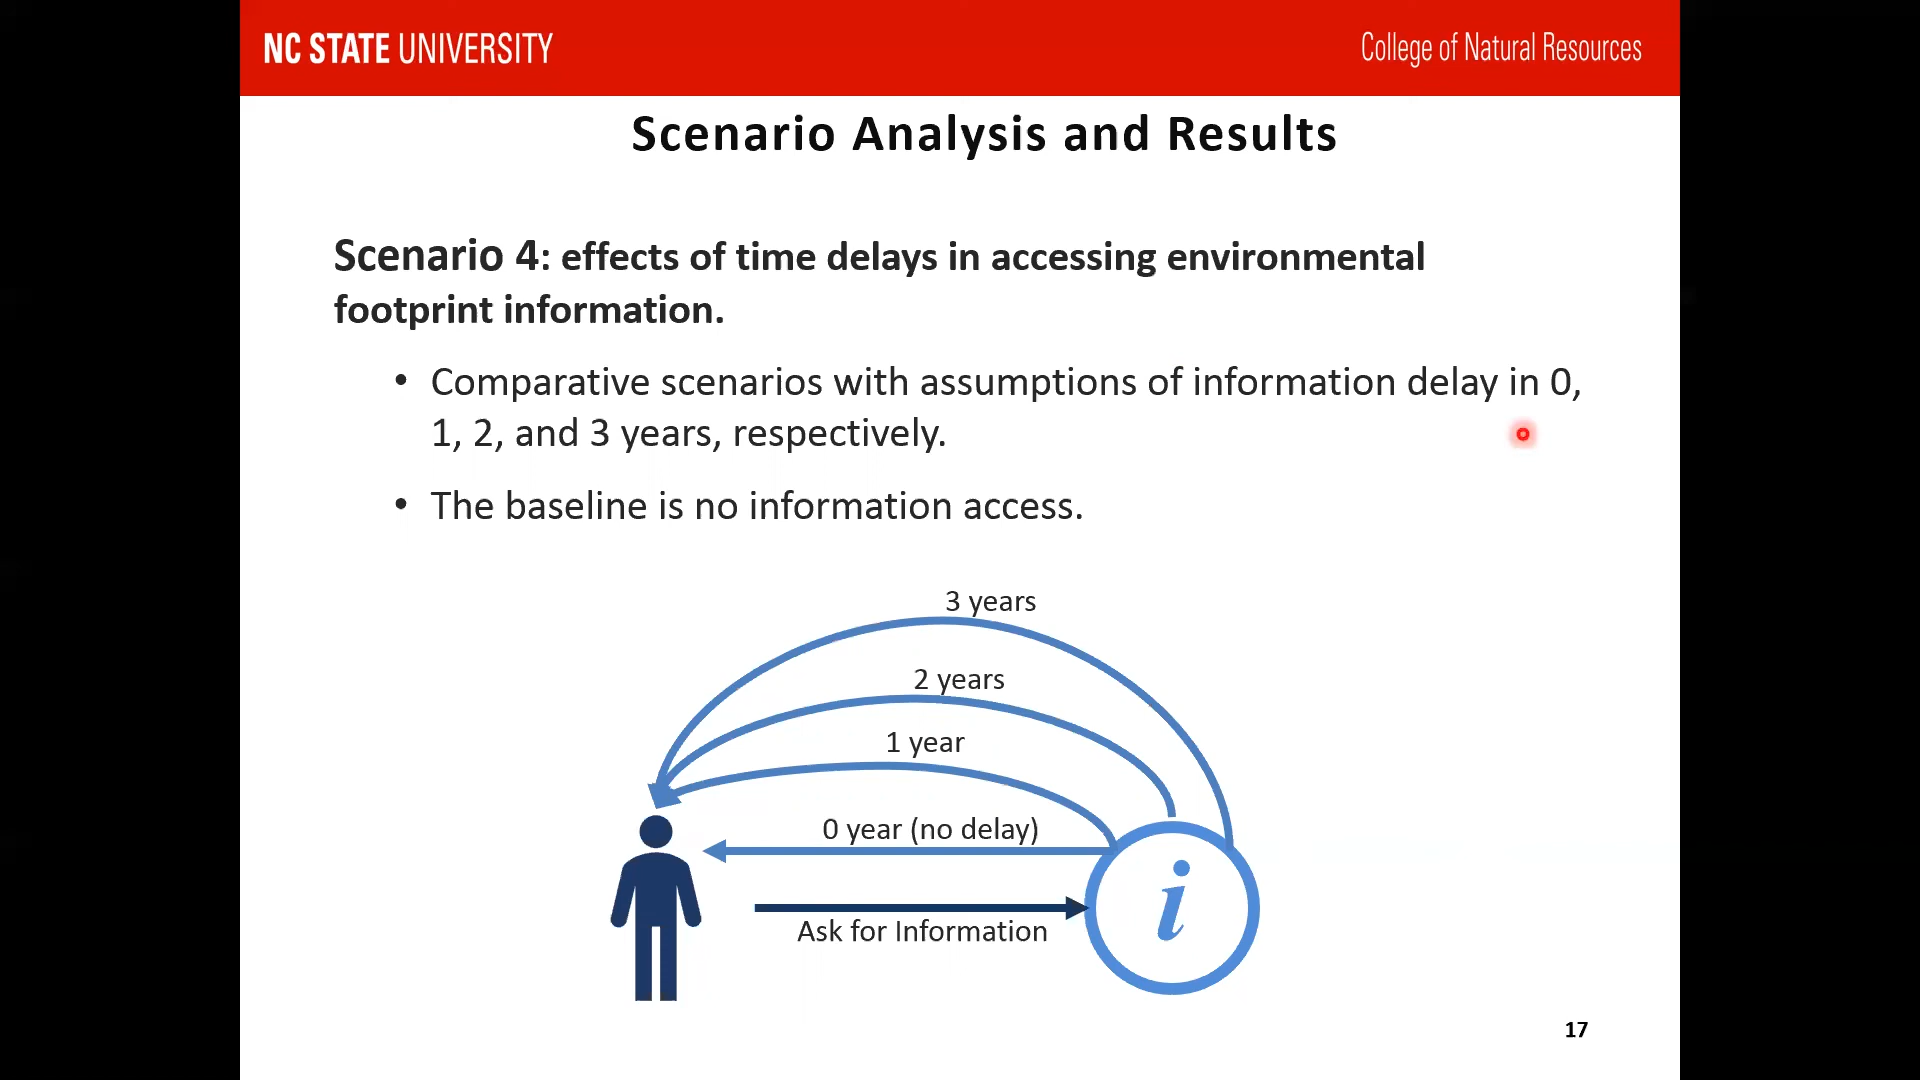 NC STATE UNIVERSITY
College of Natural Resources
Scenario Analysis and Results
Scenario 4: effects of time delays in accessing environmental
footprint information.
• Comparative scenarios with assumptions of information delay in 0,
1, 2, and 3 years, respectively.
• The baseline is no information access.
3 years
2 years
1 year
0 year (no delay)
Ask for Information
i
17